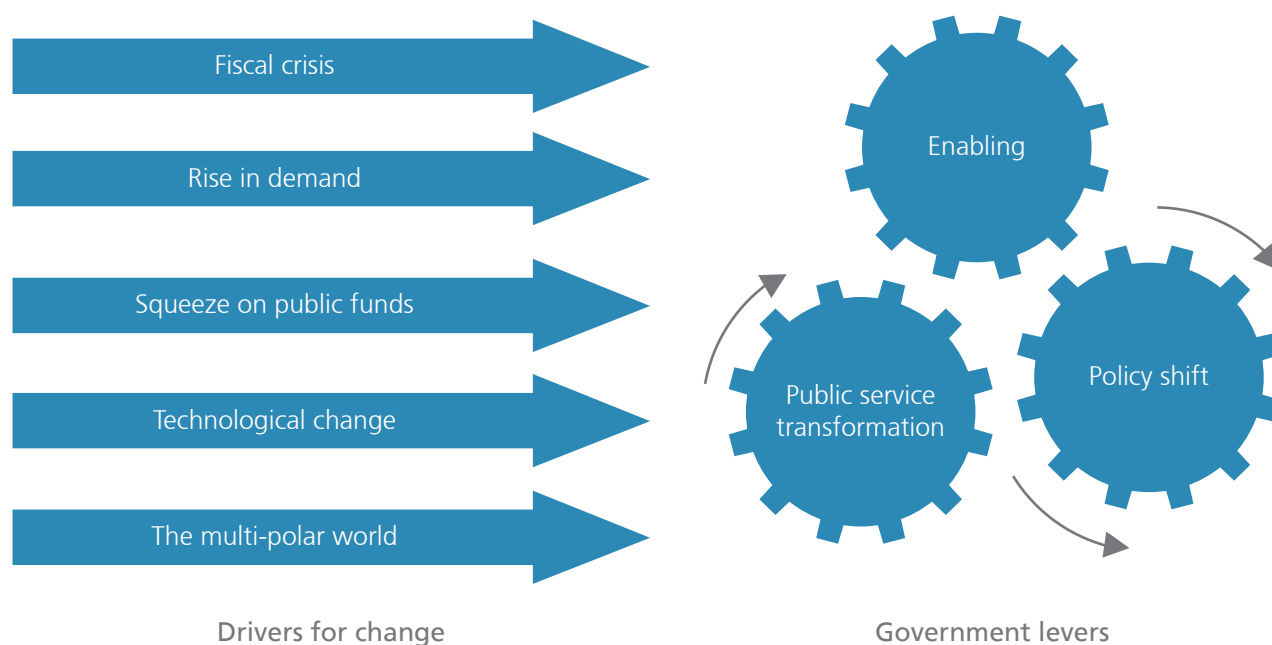 Fiscal crisis
Rise in demand
Squeeze on public funds
Technological change
The multi-polar world
Drivers for change
Enabling
Policy shift
Public service
transformation
Government levers